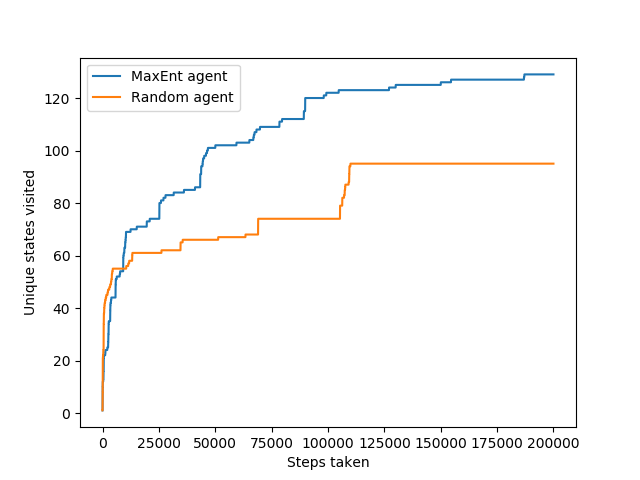 MaxEnt agent
Random agent
120
100
80
60
40
20
0
Unique states visited
0 25000 50000 75000 100000 125000 150000 175000 200000
Steps taken